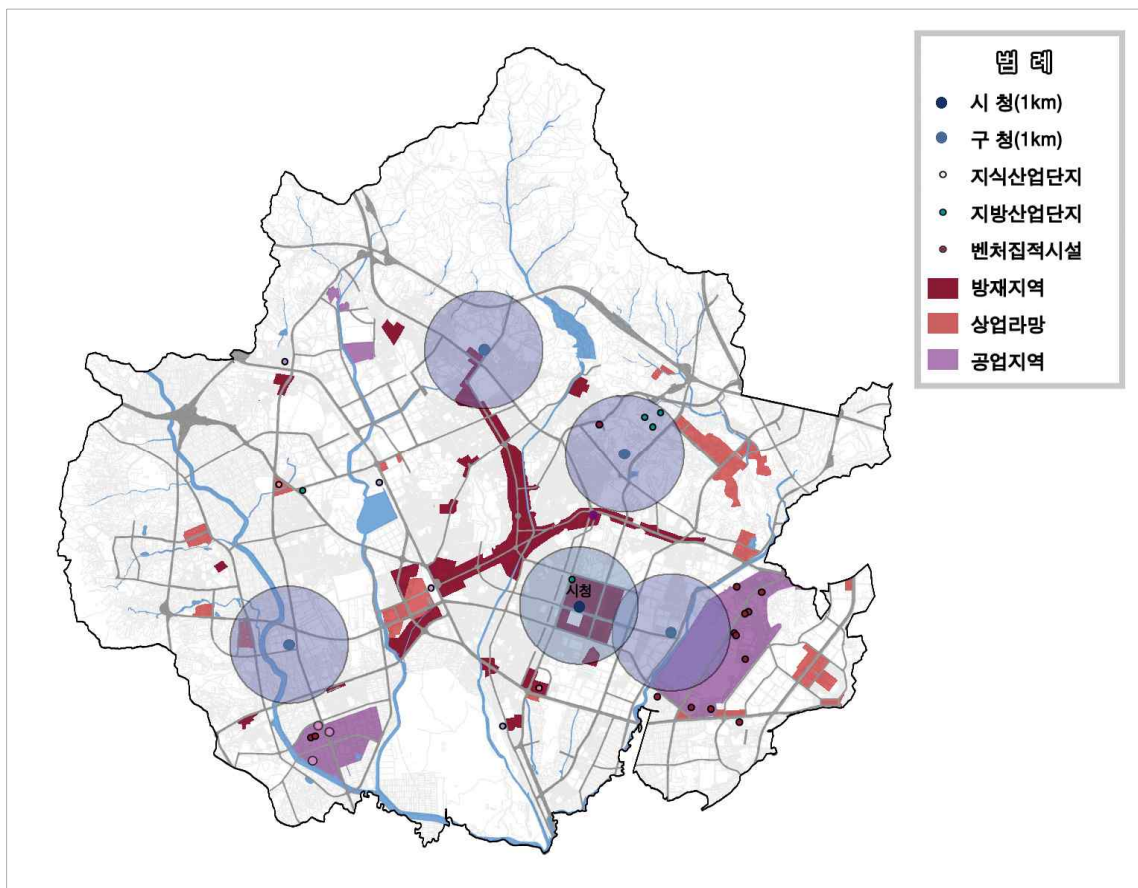 범 례
시 청(1km)
구 청(1km)
지식산업단지
지방산업단지
벤처집적시설
방재지역
상업라망
공업지역
시청